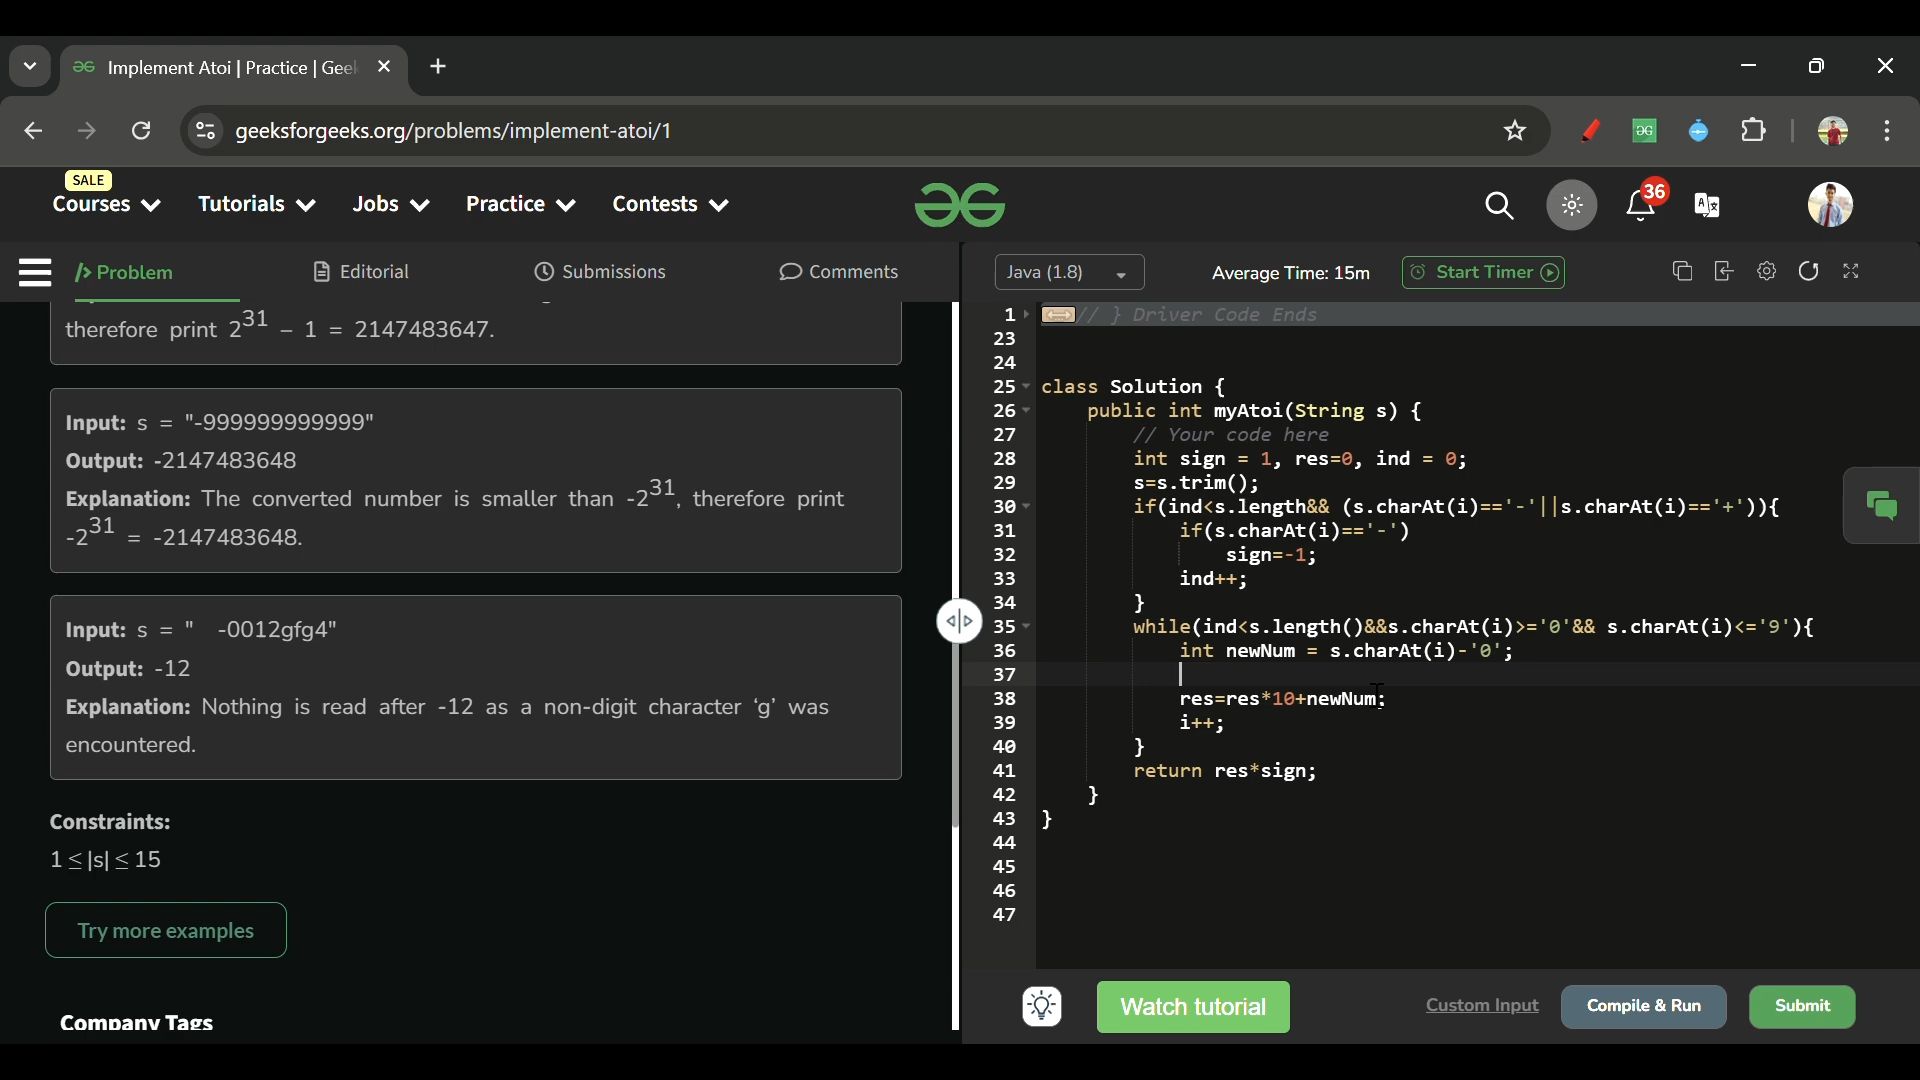 Implement Atoi | Practice | Geek
geeksforgeeks.org/problems/implement-atoi/1
SALE
Courses
Tutorials
Jobs
Practice
Contests
36
Problem
Editorial
Submissions
Comments
Java (1.8)
Average Time: 15m
Start Timer
therefore print 2^31 – 1 = 2147483647.
Input: s = "-999999999999"
Output: -2147483648
Explanation: The converted number is smaller than -2^31, therefore print
-2^31 = -2147483648.
Input: s = "   -0012gfg4"
Output: -12
Explanation: Nothing is read after -12 as a non-digit character ‘g’ was
encountered.
Constraints:
1 ≤ |s| ≤ 15
Try more examples
Company Tags
1 // } Driver Code Ends
23
24
25 class Solution {
26 public int myAtoi(String s) {
27 // Your code here
28 int sign = 1, res=0, ind = 0;
29 s=s.trim();
30 if(ind<s.length&& (s.charAt(i)=='-'||s.charAt(i)=='+')){
31 if(s.charAt(i)=='-')
32 sign=-1;
33 ind++;
34 }
35 while(ind<s.length()&&s.charAt(i)>='0'&& s.charAt(i)<='9'){
36 int newNum = s.charAt(i)-'0';
37
38 res=res*10+newNum;
39 i++;
40 }
41 return res*sign;
42 }
43 }
44
45
46
47
Watch tutorial
Custom Input
Compile & Run
Submit